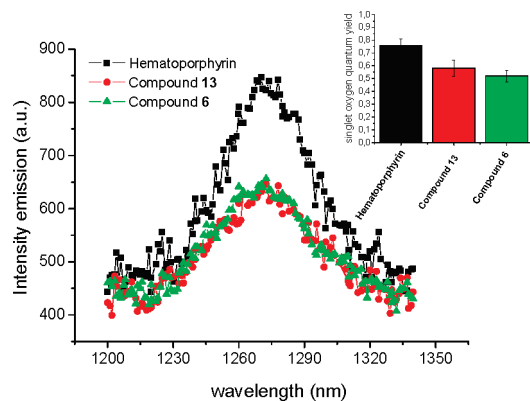 Intensity emission (a.u.)
900
800
700
600
500
400
1200
1230
1260
1290
1320
1350
wavelength (nm)
Hematoporphyrin
Compound 13
Compound 6
singlet oxygen quantum yield
1,0
0,9
0,8
0,7
0,6
0,5
0,4
0,3
0,2
0,1
0,0
Hematoporphyrin
Compound 13
Compound 6